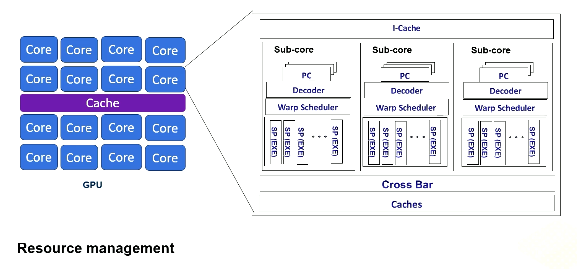 Core Core Core Core
Core Core Core Core
Cache
Core Core Core Core
Core Core Core Core
GPU
I-Cache
Sub-core Sub-core Sub-core
PC PC PC
Decoder Decoder Decoder
Warp Scheduler Warp Scheduler Warp Scheduler
SP (EXE) SP (EXE) SP (EXE) ... SP (EXE) SP (EXE) SP (EXE) SP (EXE) ... SP (EXE) SP (EXE) SP (EXE) SP (EXE) ... SP (EXE)
Cross Bar
Caches
Resource management